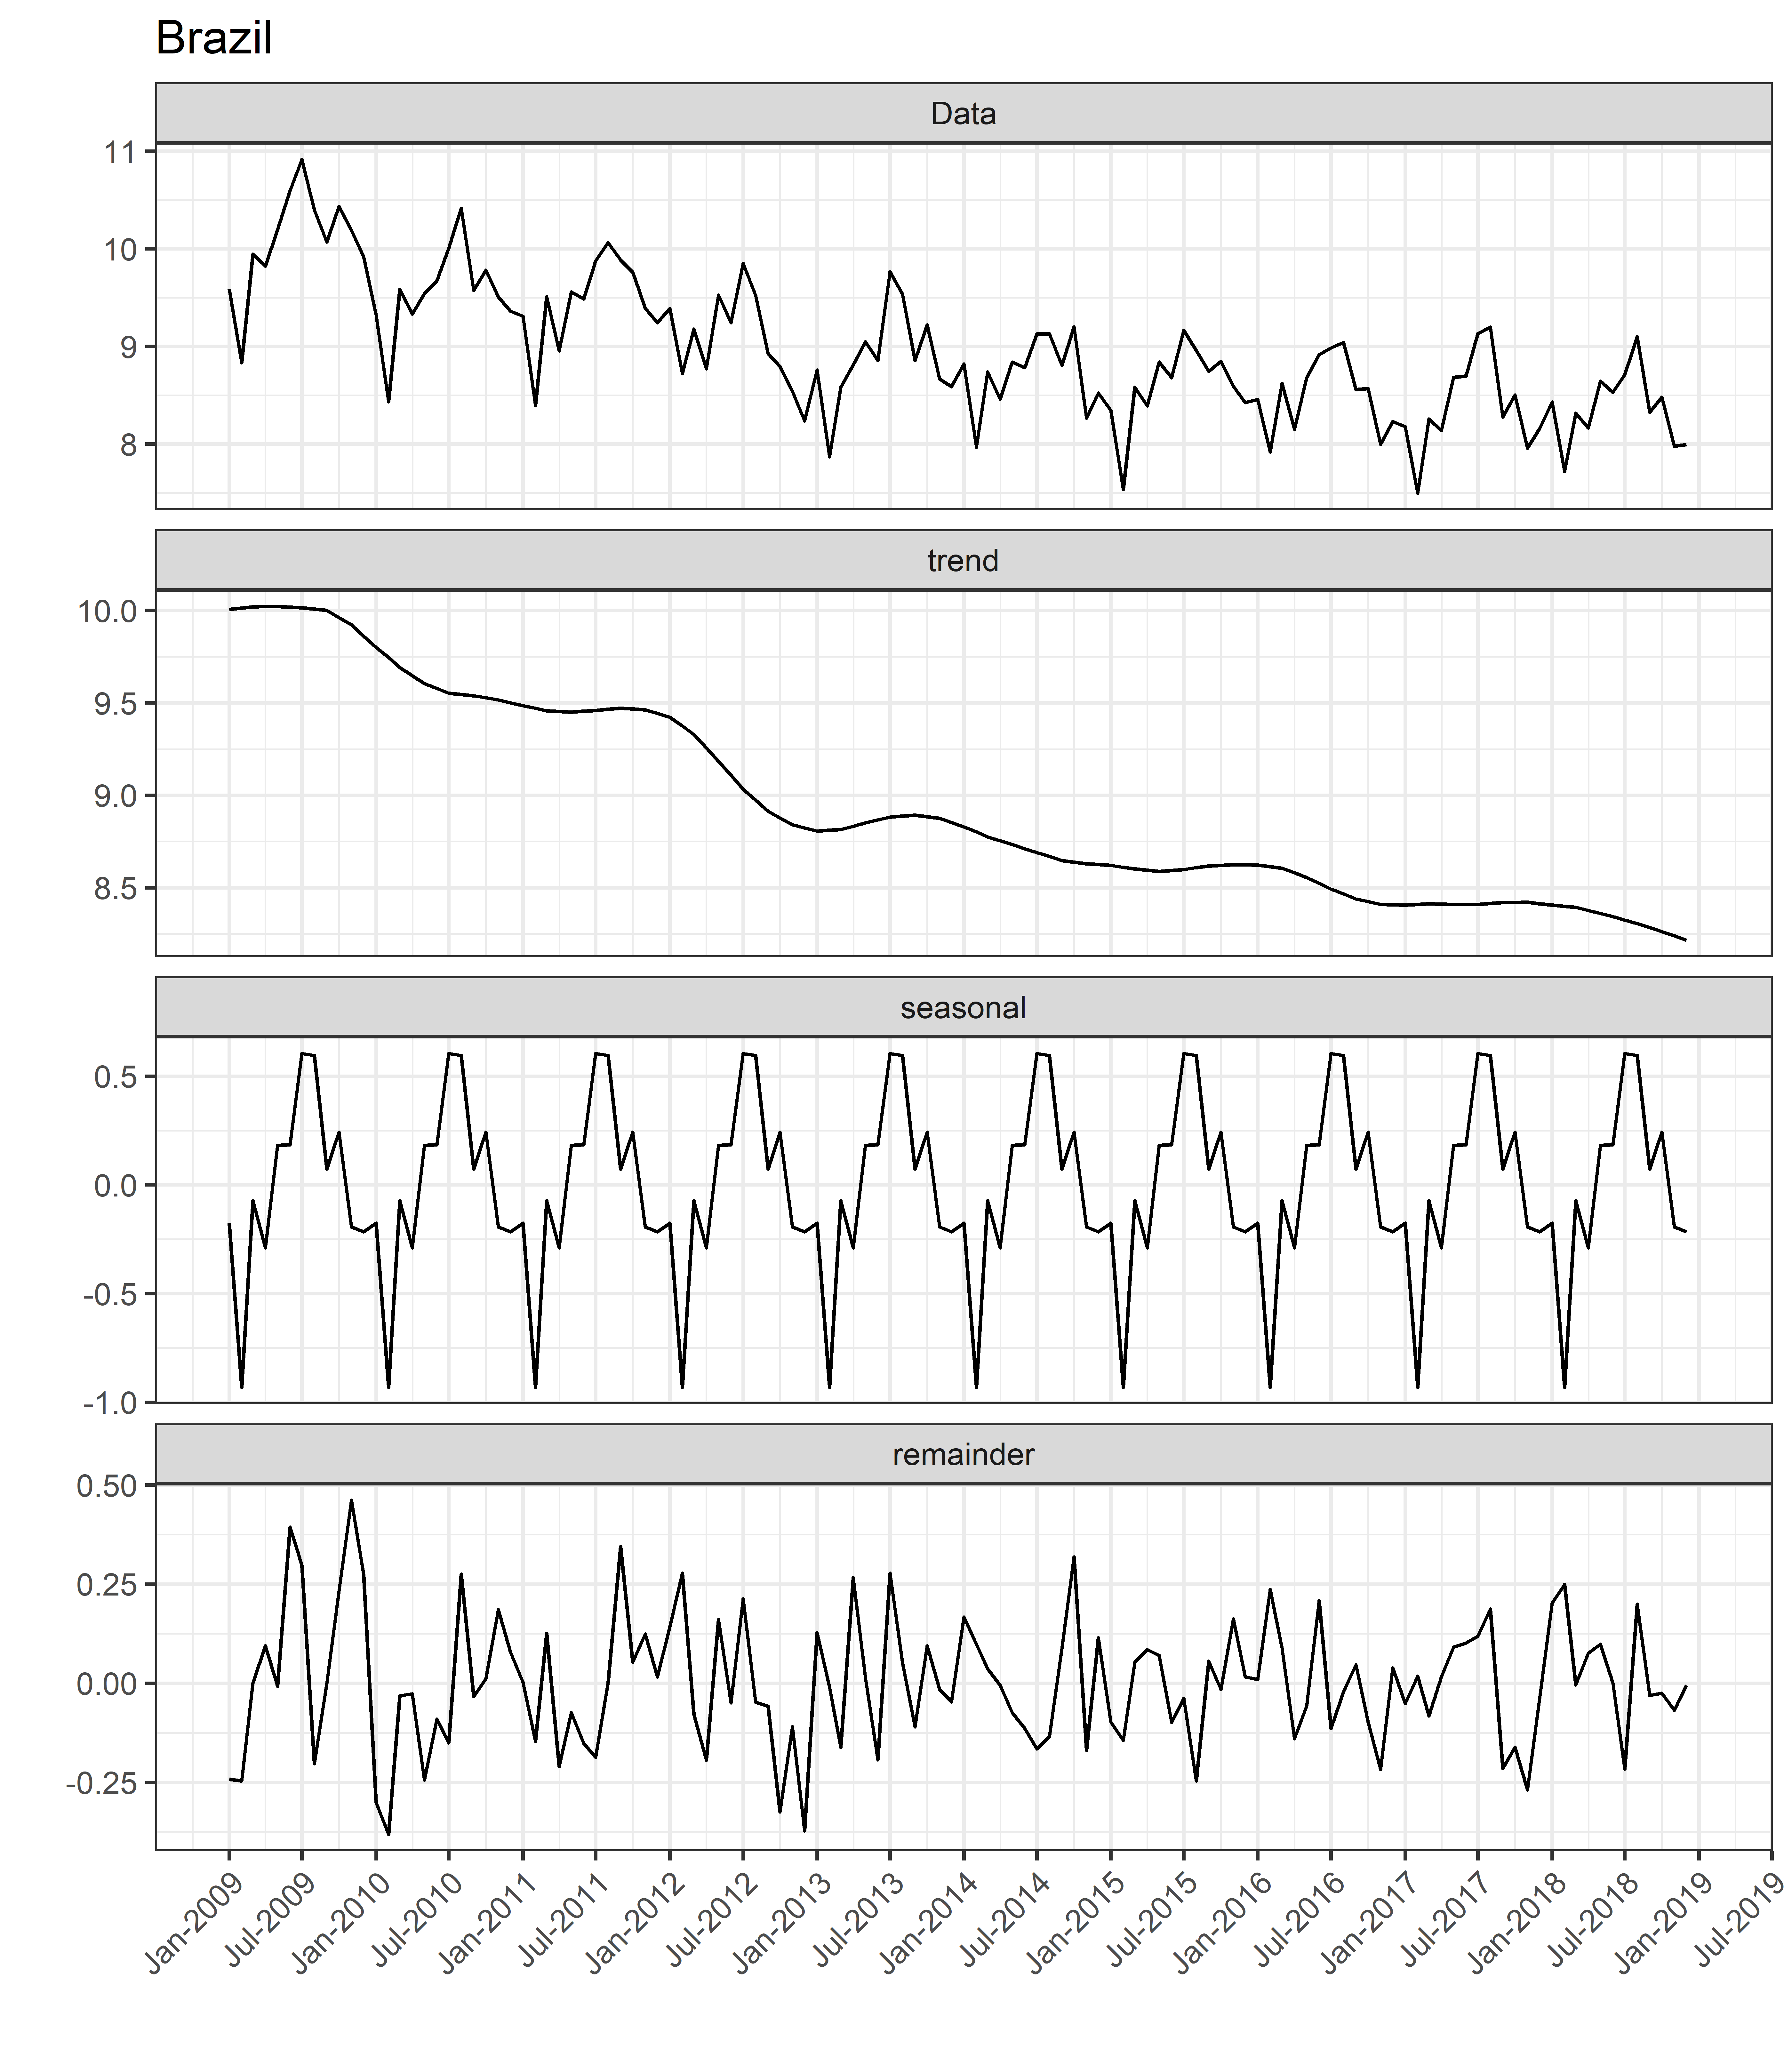 Brazil
Data
11
10
9
8
trend
10.0
9.5
9.0
8.5
seasonal
0.5
0.0
-0.5
-1.0
remainder
0.50
0.25
0.00
-0.25
Jan-2009 Jul-2009 Jan-2010 Jul-2010 Jan-2011 Jul-2011 Jan-2012 Jul-2012 Jan-2013 Jul-2013 Jan-2014 Jul-2014 Jan-2015 Jul-2015 Jan-2016 Jul-2016 Jan-2017 Jul-2017 Jan-2018 Jul-2018 Jan-2019 Jul-2019